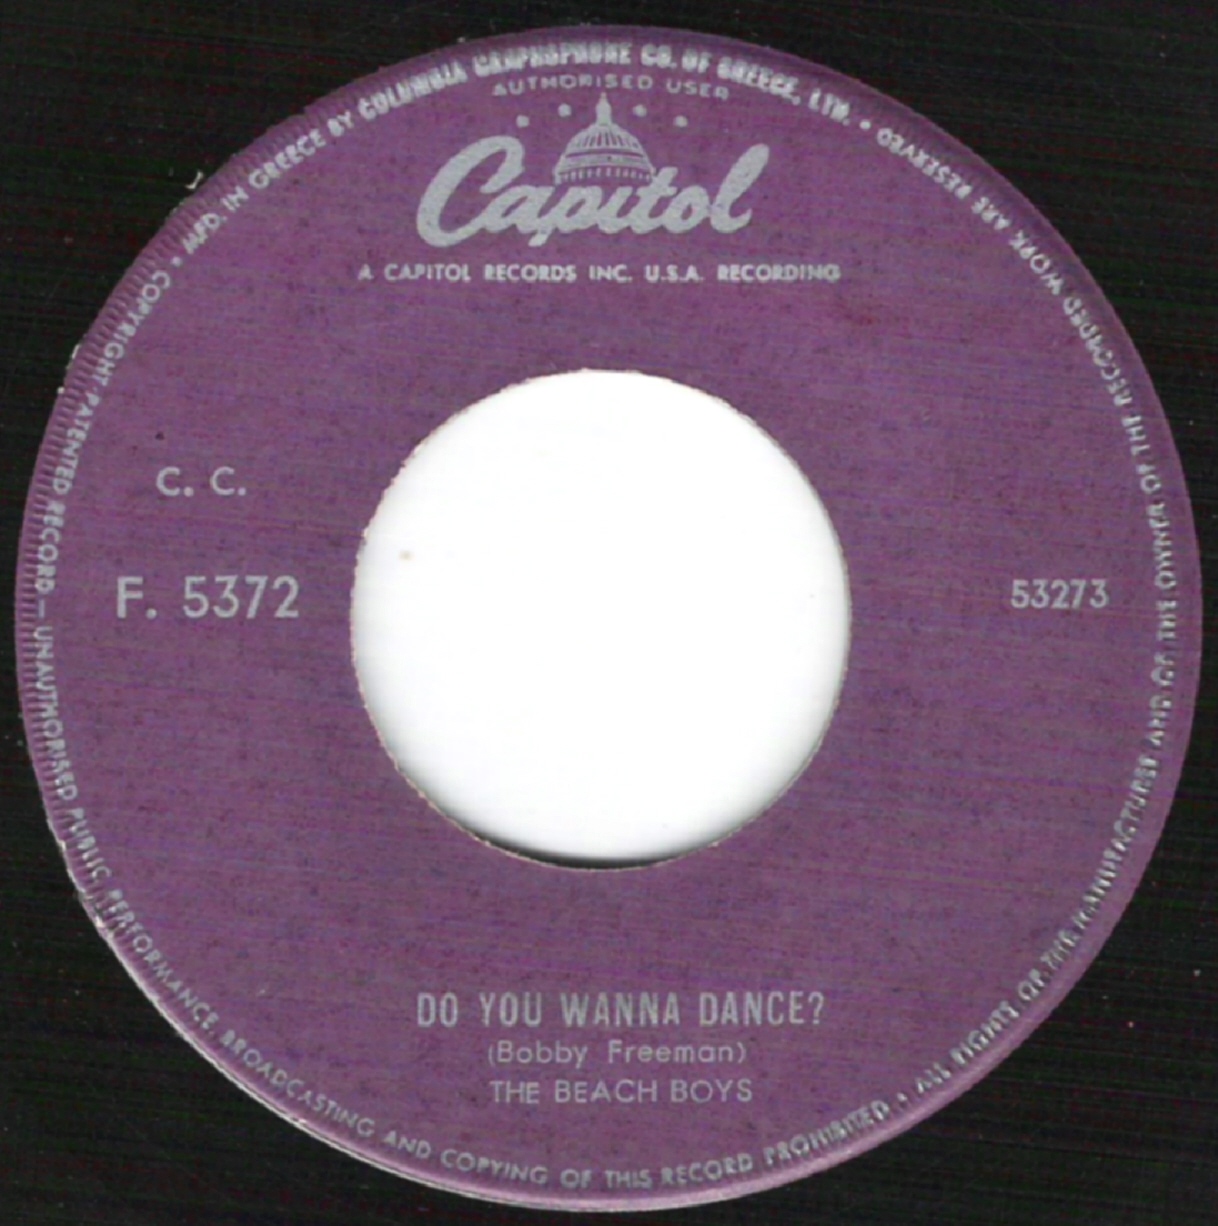 MFD. IN GREECE BY COLUMBIA GRAMPHOPHONE CO. OF GREECE, LTD. • ALL RIGHTS OF THE MANUFACTURER AND OF THE OWNER OF THE RECORDED WORK ARE RESERVED •
COPYRIGHT PATENTED RECORD — UNAUTHORISED PUBLIC PERFORMANCE BROADCASTING AND COPYING OF THIS RECORD PROHIBITED •
AUTHORISED USER
Capitol
A CAPITOL RECORDS INC. U.S.A. RECORDING
C. C.
F. 5372
53273
DO YOU WANNA DANCE?
(Bobby Freeman)
THE BEACH BOYS